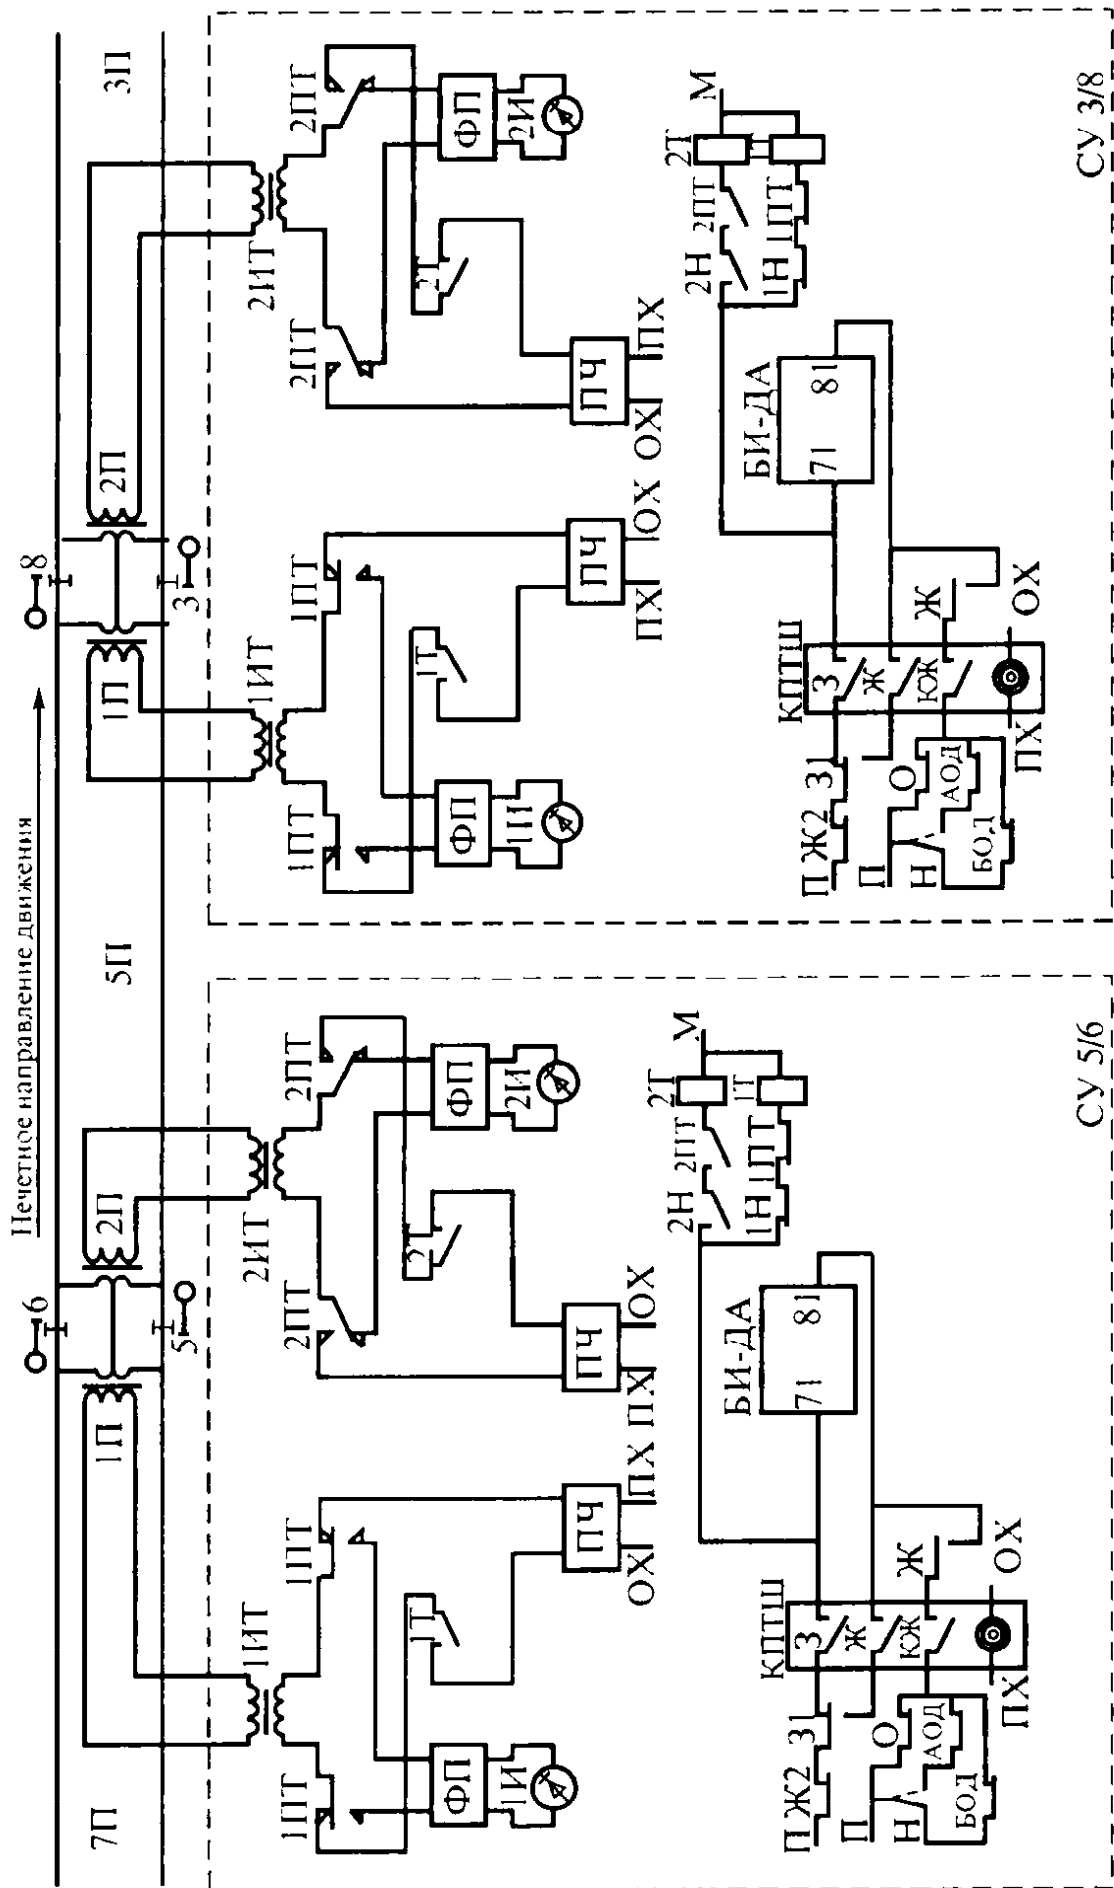 Нечетное направление движения
7П
5П
3П
6
5
8
3
1П
2П
1П
2П
1ИТ
2ИТ
1ИТ
2ИТ
1ПТ
1ПТ
2ПТ
2ПТ
1ПТ
1ПТ
2ПТ
2ПТ
1Т
2Т
1Т
2Т
ФП
1И
ФП
2И
ФП
1И
ФП
2И
ПЧ
ОХ
ПХ
ПЧ
ПХ
ОХ
ПЧ
ПХ
ОХ
ПЧ
ОХ
ПХ
2Н
2ПТ
2Т
М
1Н
1ПТ
1Т
2Н
2ПТ
2Т
М
1Н
1ПТ
БИ-ДА
71
81
БИ-ДА
71
81
КПТШ
З
Ж
КЖ
Ж
ПХ
ОХ
П
Ж2
З1
П
О
Н
АОД
БОД
КПТШ
З
Ж
КЖ
Ж
ПХ
ОХ
П
Ж2
З1
П
О
Н
АОД
БОД
СУ 5/6
СУ 3/8